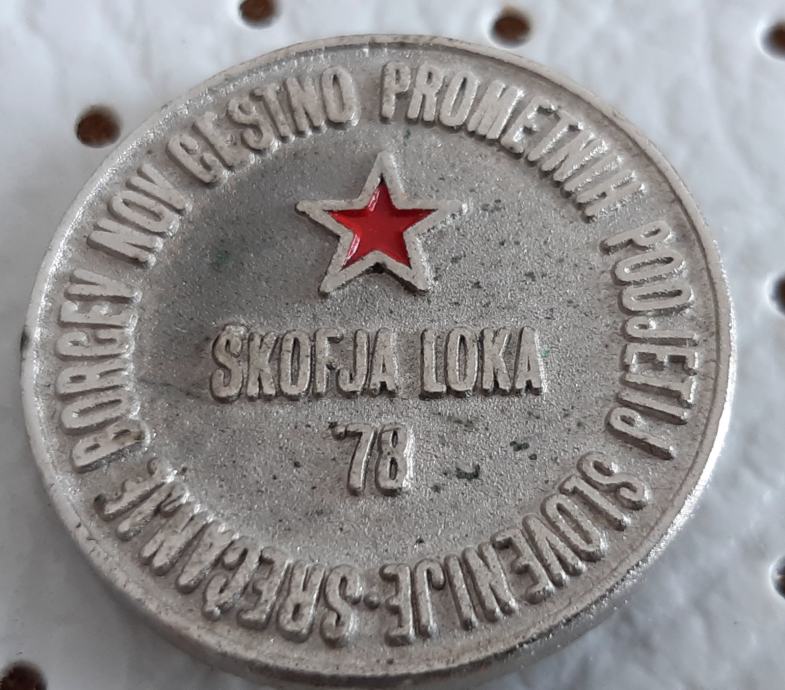 SREČANJE BORCEV NOV CESTNO PROMETNIH PODJETIJ SLOVENIJE·
ŠKOFJA LOKA
'78